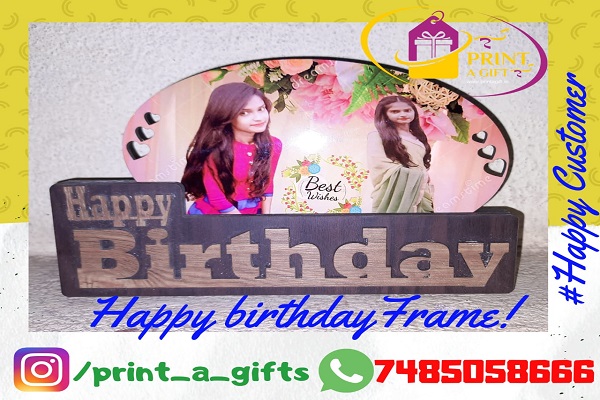 PRINT
A GIFT
Best
Wishes
Happy
Birthday
#Happy Customer
Happy birthday Frame!
/print_a_gifts 7485058666